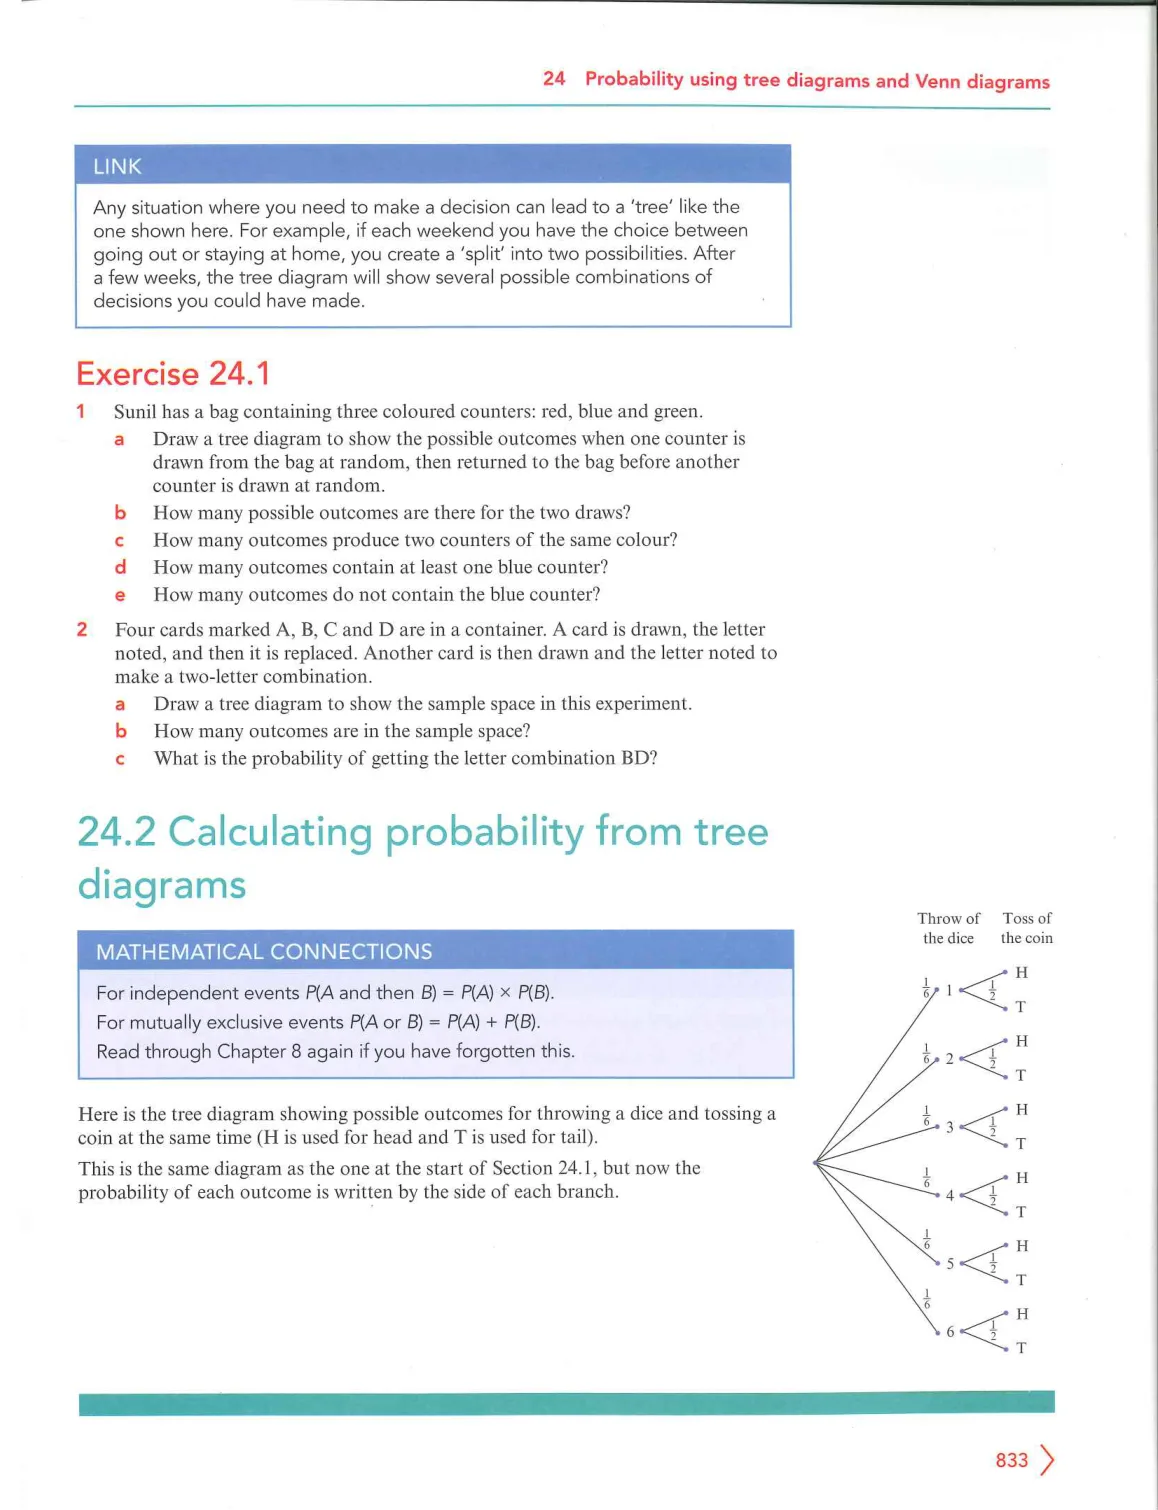 24 Probability using tree diagrams and Venn diagrams
LINK
Any situation where you need to make a decision can lead to a 'tree' like the
one shown here. For example, if each weekend you have the choice between
going out or staying at home, you create a 'split' into two possibilities. After
a few weeks, the tree diagram will show several possible combinations of
decisions you could have made.
Exercise 24.1
1 Sunil has a bag containing three coloured counters: red, blue and green.
a Draw a tree diagram to show the possible outcomes when one counter is
drawn from the bag at random, then returned to the bag before another
counter is drawn at random.
b How many possible outcomes are there for the two draws?
c How many outcomes produce two counters of the same colour?
d How many outcomes contain at least one blue counter?
e How many outcomes do not contain the blue counter?
2 Four cards marked A, B, C and D are in a container. A card is drawn, the letter
noted, and then it is replaced. Another card is then drawn and the letter noted to
make a two-letter combination.
a Draw a tree diagram to show the sample space in this experiment.
b How many outcomes are in the sample space?
c What is the probability of getting the letter combination BD?
24.2 Calculating probability from tree
diagrams
MATHEMATICAL CONNECTIONS
For independent events P(A and then B) = P(A) × P(B).
For mutually exclusive events P(A or B) = P(A) + P(B).
Read through Chapter 8 again if you have forgotten this.
Here is the tree diagram showing possible outcomes for throwing a dice and tossing a
coin at the same time (H is used for head and T is used for tail).
This is the same diagram as the one at the start of Section 24.1, but now the
probability of each outcome is written by the side of each branch.
Throw of Toss of
the dice the coin
H
1/6 1 1/2
T
H
1/6 2 1/2
T
H
1/6 3 1/2
T
H
1/6 4 1/2
T
H
1/6 5 1/2
T
H
1/6 6 1/2
T
833